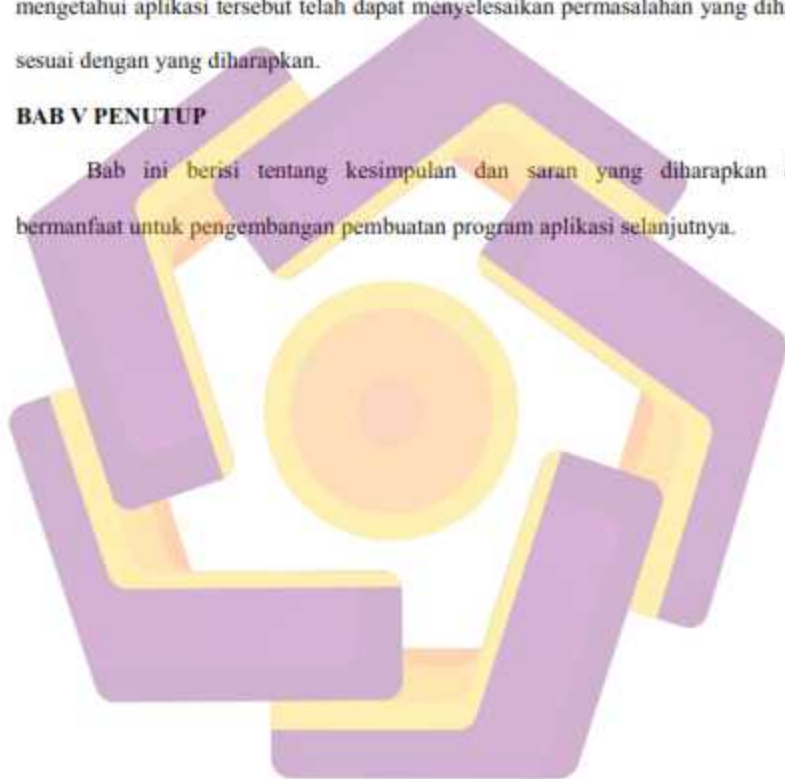 mengetahui aplikasi tersebut telah dapat menyelesaikan permasalahan yang
sesuai dengan yang diharapkan.
BAB V PENUTUP
Bab ini berisi tentang kesimpulan dan saran yang diharapkan
bermanfaat untuk pengembangan pembuatan program aplikasi selanjutnya.